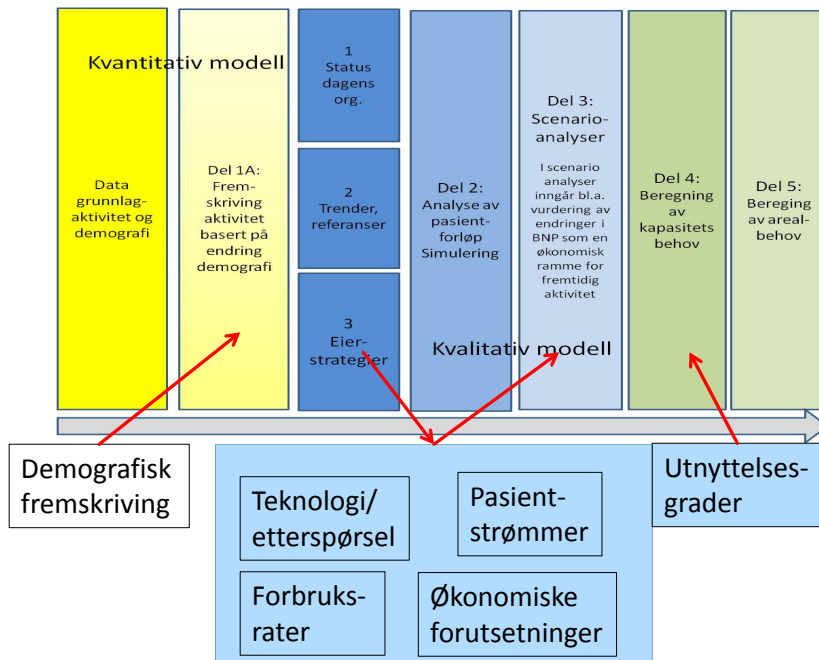 Kvantitativ modell
Data
grunnlag-
aktivitet og
demografi
Del 1A:
Frem-
skriving
aktivitet
basert på
endring
demografi
1
Status
dagens
org.
2
Trender,
referanser
3
Eier-
strategier
Del 2:
Analyse av
pasient-
forløp
Simulering
Del 3:
Scenario-
analyser
I scenario
analyser
inngår bl.a.
vurdering av
endringer i
BNP som en
økonomisk
ramme for
fremtidig
aktivitet
Kvalitativ modell
Del 4:
Beregning
av
kapasitets
behov
Del 5:
Bereging
av areal-
behov
Demografisk
fremskriving
Teknologi/
etterspørsel
Pasient-
strømmer
Forbruks-
rater
Økonomiske
forutsetninger
Utnyttelses-
grader